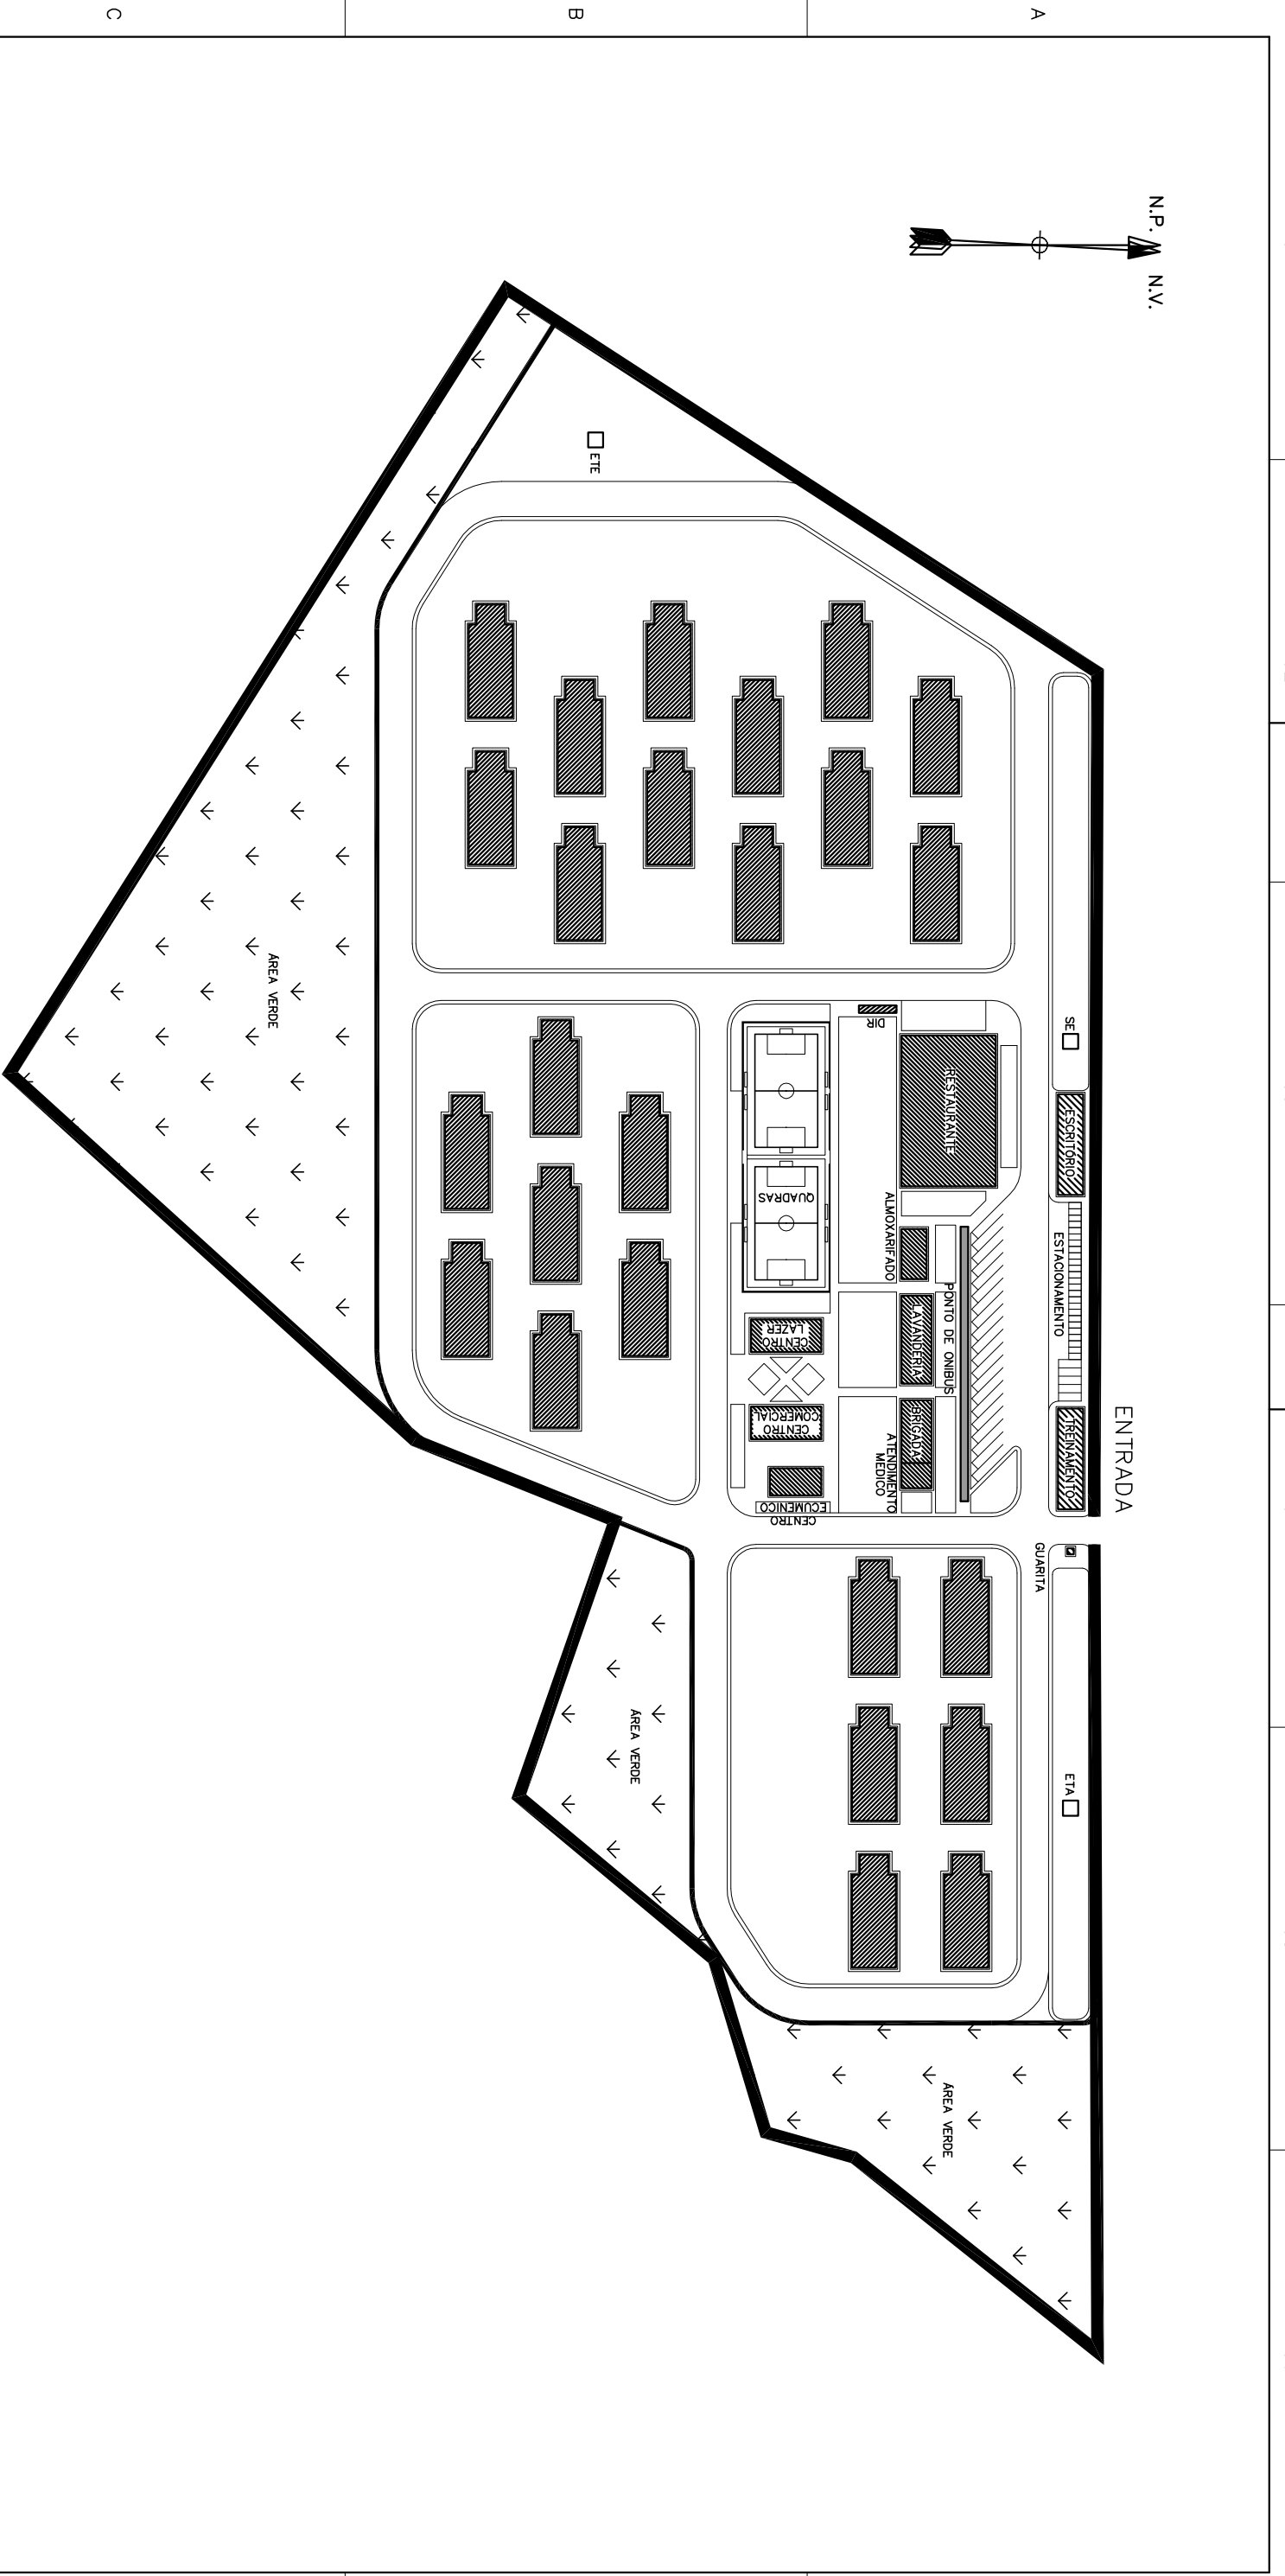 A
B
C
N.P.
N.V.
ENTRADA
SE
ESCRITÓRIO
ESTACIONAMENTO
TREINAMENTO
GUARITA
ETA
DIR
RESTAURANTE
ALMOXARIFADO
PONTO DE ONIBUS
LAVANDERIA
BRIGADA
ATENDIMENTO
MEDICO
QUADRAS
CENTRO
LAZER
CENTRO
COMERCIAL
CENTRO
ECUMENICO
ETE
ÁREA VERDE
ÁREA VERDE
ÁREA VERDE